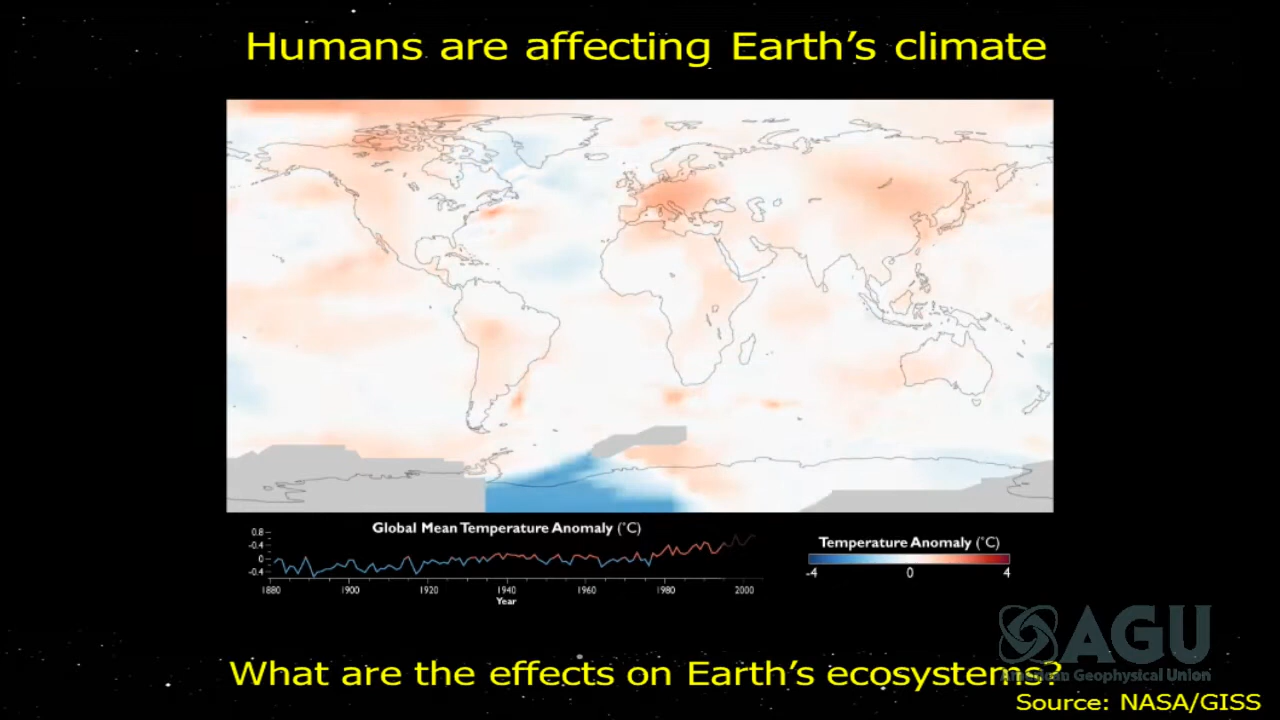 Humans are affecting Earth's climate
Global Mean Temperature Anomaly (˚C)
0.8
-0.4
0
-0.4
1880 1900 1920 1940 1960 1980 2000
Year
Temperature Anomaly (˚C)
-4 0 4
AGU
American Geophysical Union
What are the effects on Earth's ecosystems?
Source: NASA/GISS